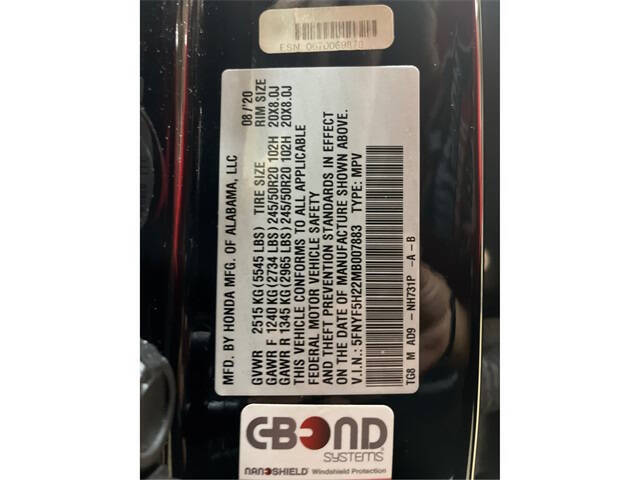 ESN: 0670069870
MFD. BY HONDA MFG. OF ALABAMA, LLC 08/'20
GVWR 2515 KG (5545 LBS) TIRE SIZE RIM SIZE
GAWR F 1240 KG (2734 LBS) 245/50R20 102H 20X8.0J
GAWR R 1345 KG (2965 LBS) 245/50R20 102H 20X8.0J
THIS VEHICLE CONFORMS TO ALL APPLICABLE
FEDERAL MOTOR VEHICLE SAFETY
AND THEFT PREVENTION STANDARDS IN EFFECT
ON THE DATE OF MANUFACTURE SHOWN ABOVE.
V.I.N.: 5FNYF5H22MB007883 TYPE: MPV
TG8 M AD9 - NH731P -A-B
C-BOND
SYSTEMS
NANOSHIELD Windshield Protection